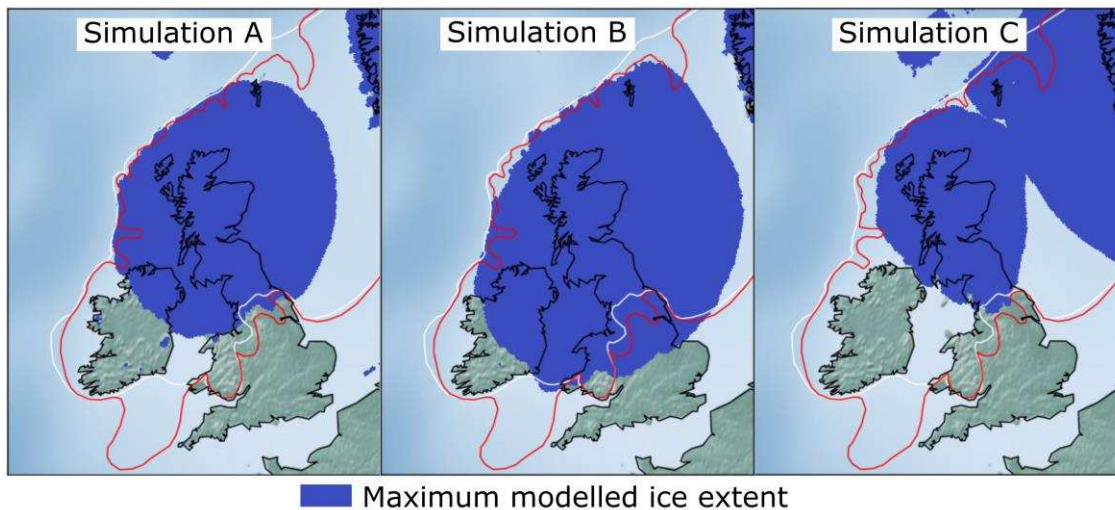 Simulation A
Simulation B
Simulation C
Maximum modelled ice extent